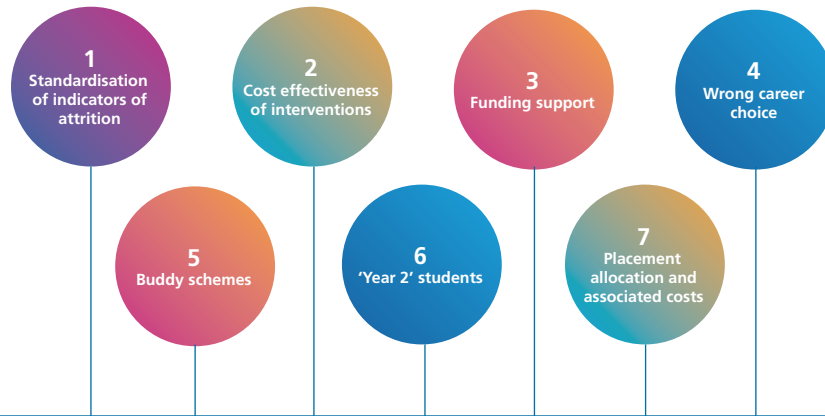 1
Standardisation
of indicators of
attrition
2
Cost effectiveness
of interventions
3
Funding support
4
Wrong career
choice
5
Buddy schemes
6
'Year 2' students
7
Placement
allocation and
associated costs